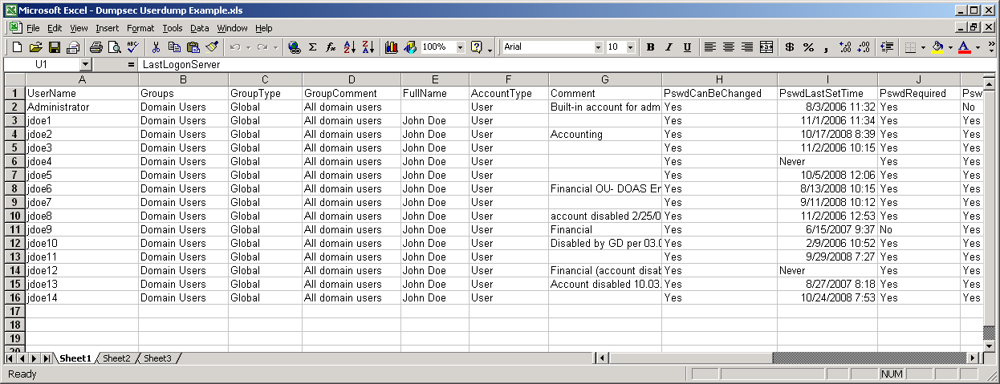 Microsoft Excel - Dumpsec Userdump Example.xls
File Edit View Insert Format Tools Data Window Help
100% Arial 10 B I U $ % ,
U1 = LastLogonServer
A B C D E F G H I J
1 UserName Groups GroupType GroupComment FullName AccountType Comment PswdCanBeChanged PswdLastSetTime PswdRequired Psw
2 Administrator Domain Users Global All domain users User Built-in account for adm Yes 8/3/2006 11:32 Yes No
3 jdoe1 Domain Users Global All domain users John Doe User Yes 11/1/2006 11:34 Yes Yes
4 jdoe2 Domain Users Global All domain users John Doe User Accounting Yes 10/17/2008 8:39 Yes Yes
5 jdoe3 Domain Users Global All domain users John Doe User Yes 11/2/2006 10:15 Yes Yes
6 jdoe4 Domain Users Global All domain users John Doe User Yes Never Yes Yes
7 jdoe5 Domain Users Global All domain users John Doe User Yes 10/5/2008 12:06 Yes Yes
8 jdoe6 Domain Users Global All domain users John Doe User Financial OU- DOAS En Yes 8/13/2008 10:15 Yes Yes
9 jdoe7 Domain Users Global All domain users John Doe User Yes 9/11/2008 10:12 Yes Yes
10 jdoe8 Domain Users Global All domain users John Doe User account disabled 2/25/0 Yes 11/2/2006 12:53 Yes Yes
11 jdoe9 Domain Users Global All domain users John Doe User Financial Yes 6/15/2007 9:37 No Yes
12 jdoe10 Domain Users Global All domain users John Doe User Disabled by GD per 03.0 Yes 2/9/2006 10:52 Yes Yes
13 jdoe11 Domain Users Global All domain users John Doe User Yes 9/29/2008 7:27 Yes Yes
14 jdoe12 Domain Users Global All domain users John Doe User Financial (account disab Yes Never Yes Yes
15 jdoe13 Domain Users Global All domain users John Doe User Account disabled 10.03. Yes 8/27/2007 8:18 Yes Yes
16 jdoe14 Domain Users Global All domain users John Doe User Yes 10/24/2008 7:53 Yes Yes
17
18
19
20
Sheet1 Sheet2 Sheet3
Ready NUM